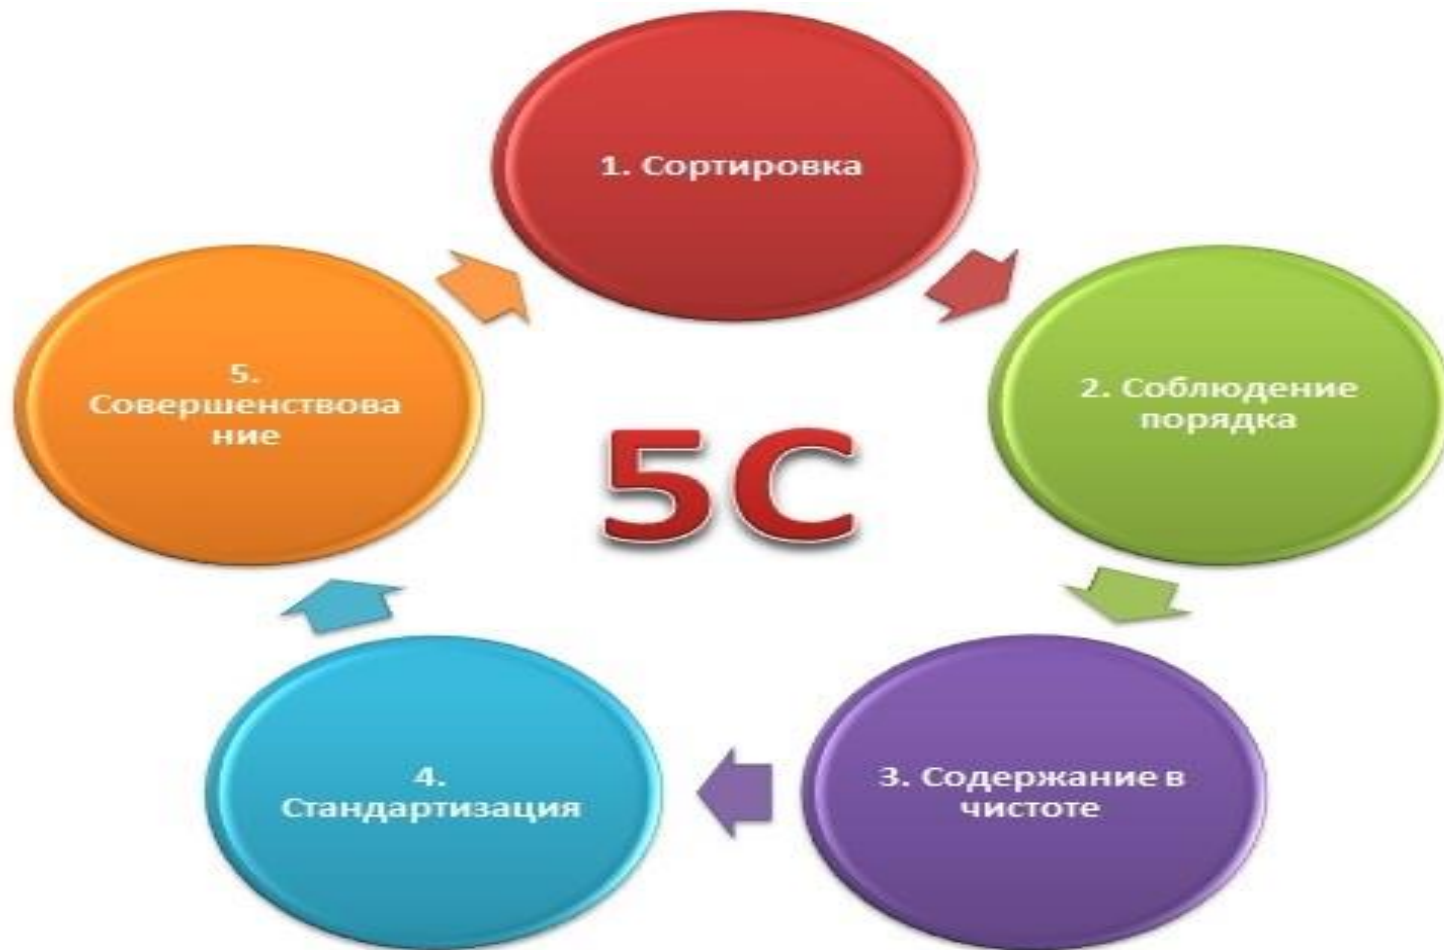 1. Сортировка
2. Соблюдение
порядка
3. Содержание в
чистоте
4.
Стандартизация
5.
Совершенствова
ние
5С